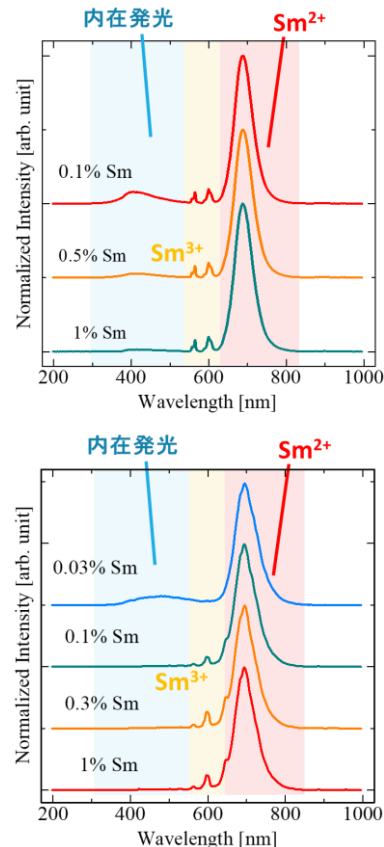 内在発光
Sm²⁺
0.1% Sm
0.5% Sm
Sm³⁺
1% Sm
Normalized Intensity [arb. unit]
200 400 600 800 1000
Wavelength [nm]
内在発光
Sm²⁺
0.03% Sm
0.1% Sm
Sm³⁺
0.3% Sm
1% Sm
Normalized Intensity [arb. unit]
200 400 600 800 1000
Wavelength [nm]